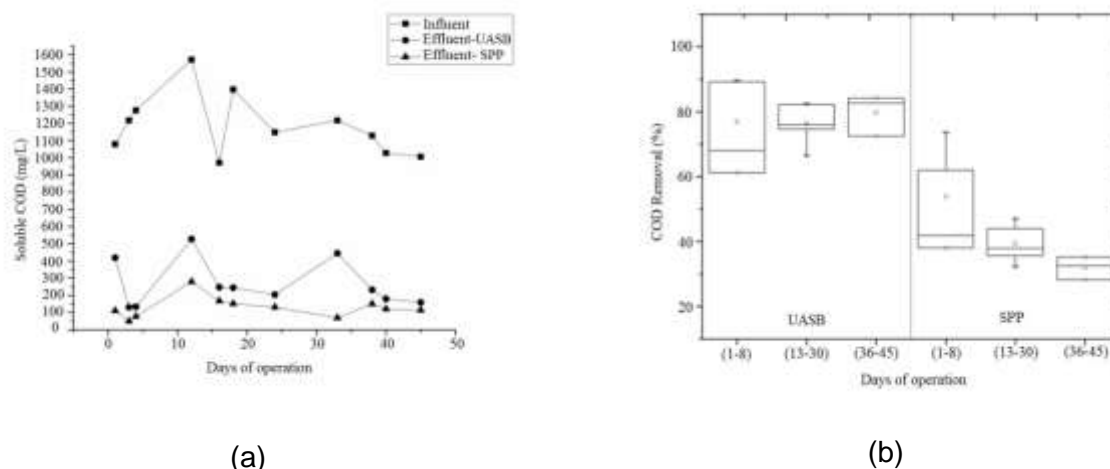 Influent
Effluent-UASB
Effluent- SPP
1600
1500
1400
1300
1200
1100
1000
900
800
700
600
500
400
300
200
100
0
Soluble COD (mg/L)
0 10 20 30 40 50
Days of operation
(a)
100
80
60
40
20
COD Removal (%)
UASB SPP
(1-8) (13-30) (36-45) (1-8) (13-30) (36-45)
Days of operation
(b)